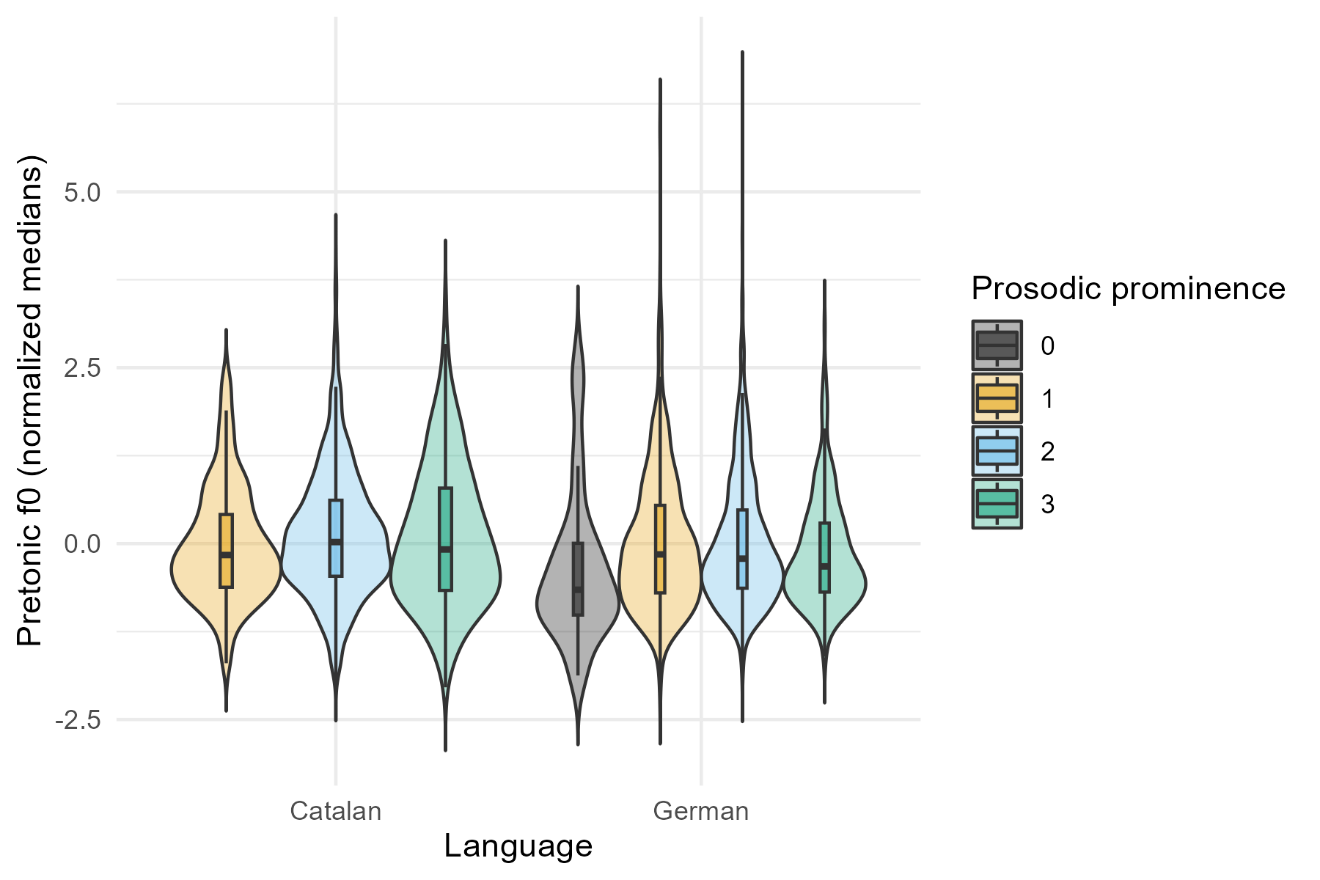 Pretonic f0 (normalized medians)
5.0
2.5
0.0
-2.5
Catalan
German
Language
Prosodic prominence
0
1
2
3